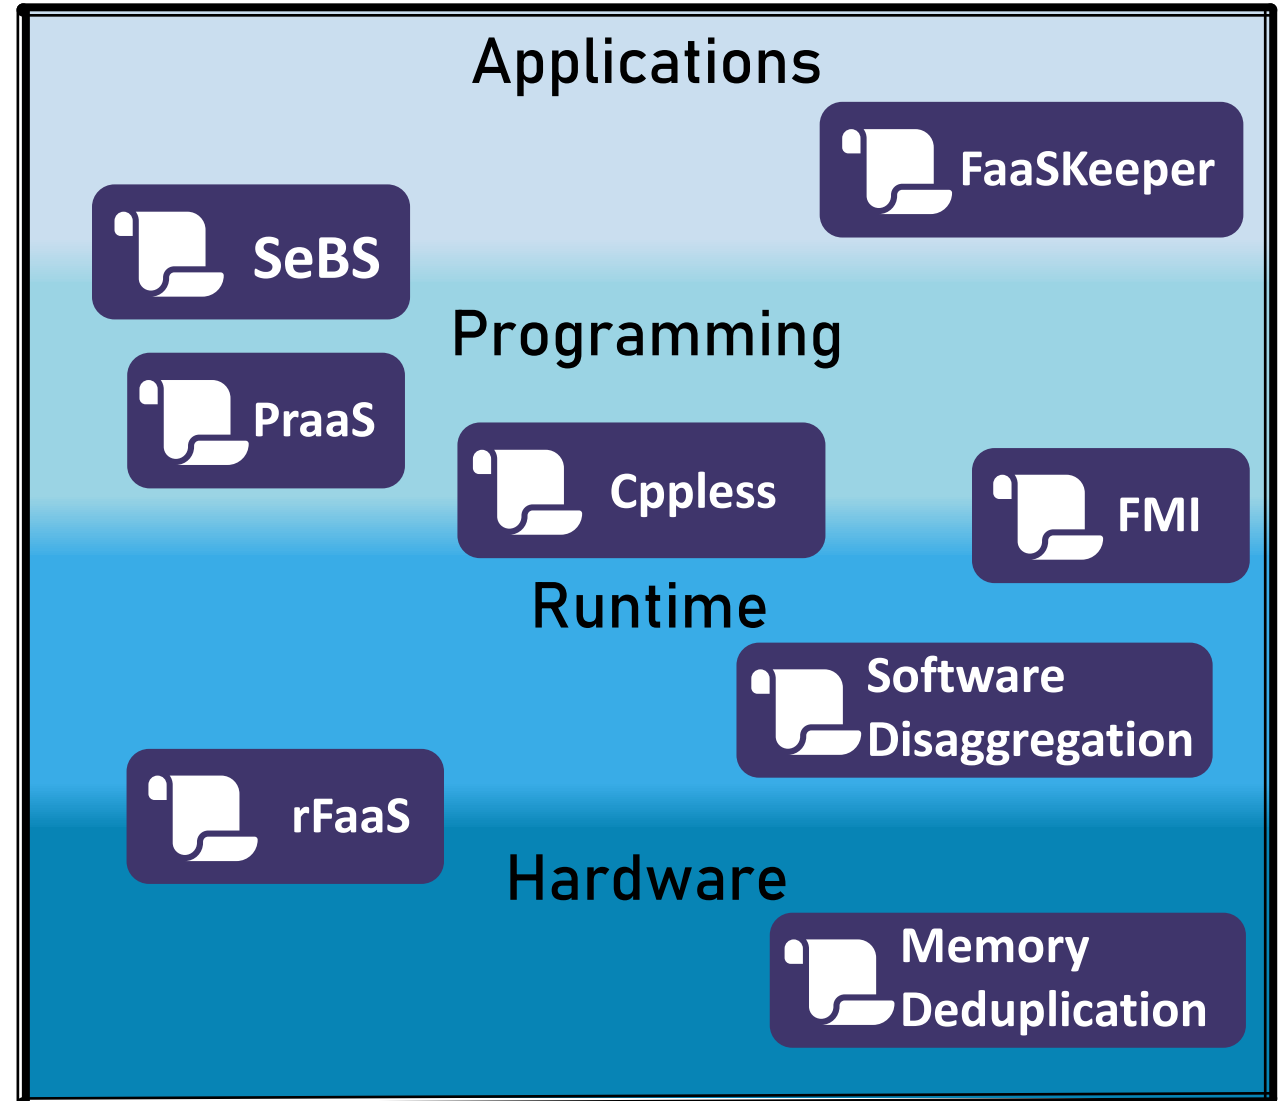 Applications
FaaSKeeper
SeBS
Programming
PraaS
Cppless
FMI
Runtime
Software
Disaggregation
rFaaS
Hardware
Memory
Deduplication